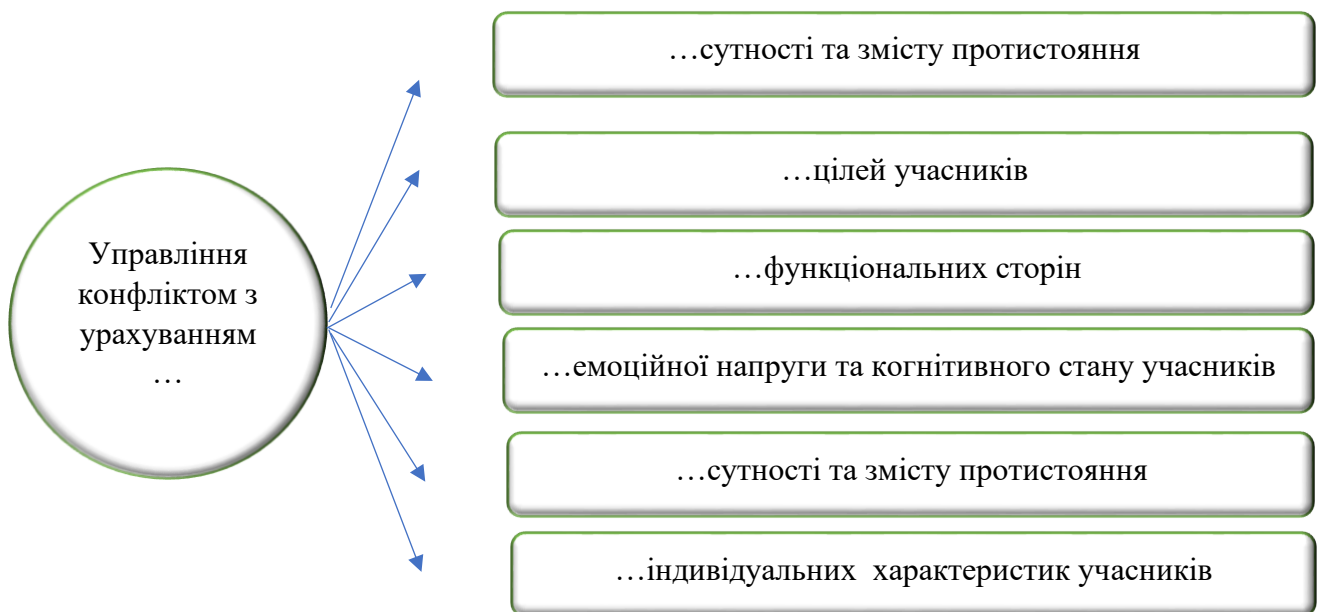 Управління
конфліктом з
урахуванням
…
…сутності та змісту протистояння
…цілей учасників
…функціональних сторін
…емоційної напруги та когнітивного стану учасників
…сутності та змісту протистояння
…індивідуальних характеристик учасників